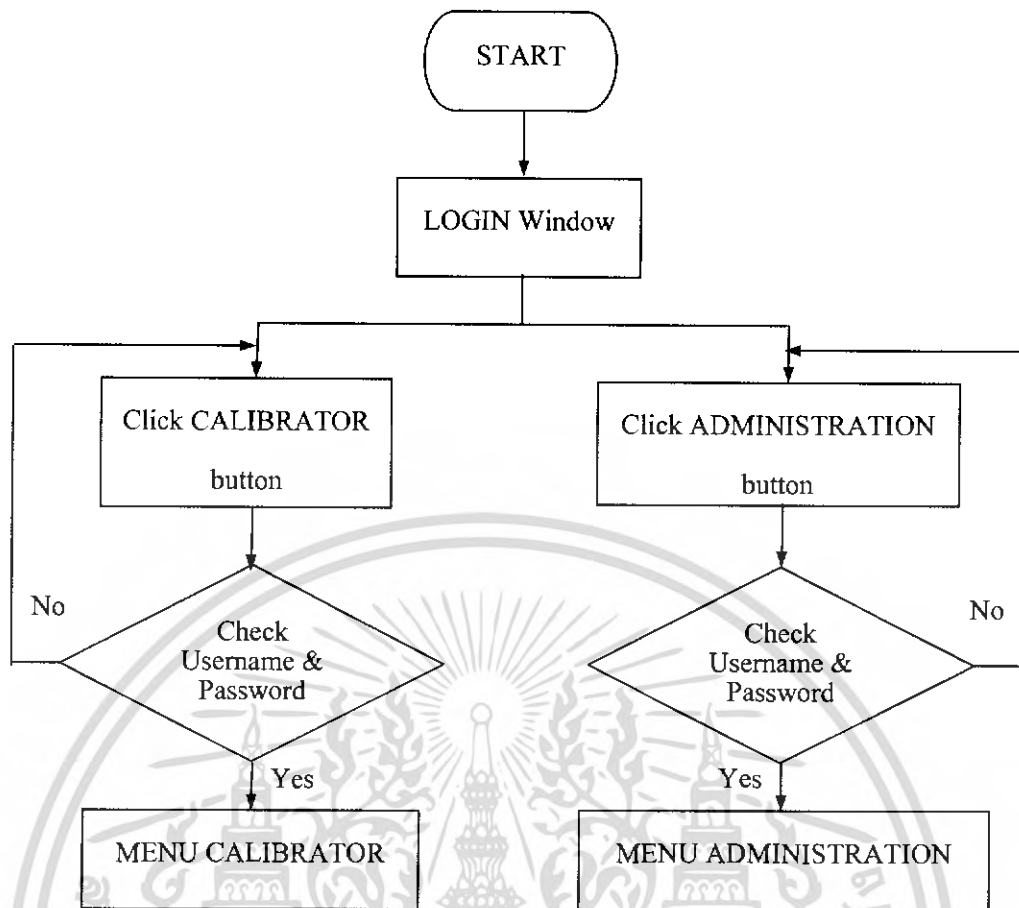 START
LOGIN Window
Click CALIBRATOR
button
Click ADMINISTRATION
button
No
Check
Username &
Password
Check
Username &
Password
No
Yes
Yes
MENU CALIBRATOR
MENU ADMINISTRATION